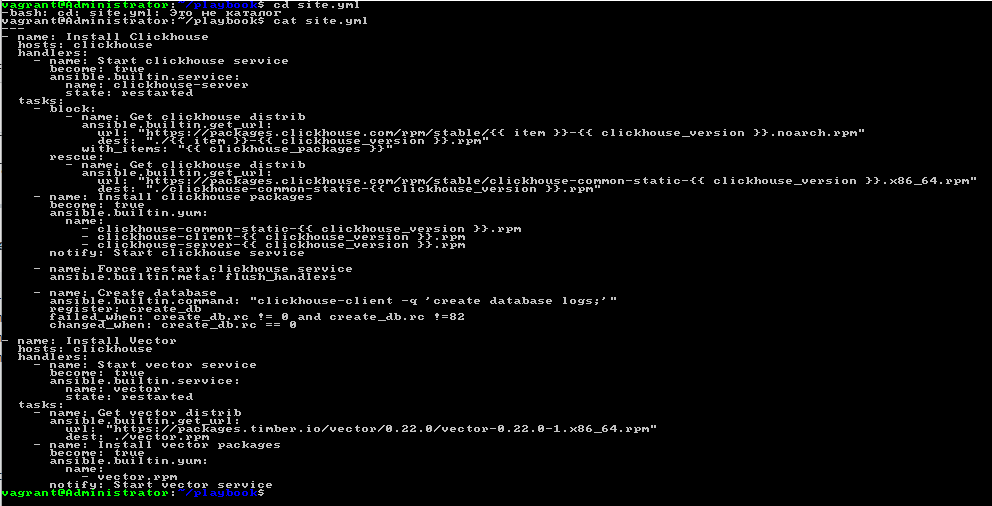 vagrant@Administrator:~/playbook$ cd site.yml
-bash: cd: site.yml: Это не каталог
vagrant@Administrator:~/playbook$ cat site.yml
---
- name: Install Clickhouse
  hosts: clickhouse
  handlers:
    - name: Start clickhouse service
      become: true
      ansible.builtin.service:
        name: clickhouse-server
        state: restarted
  tasks:
    - block:
        - name: Get clickhouse distrib
          ansible.builtin.get_url:
            url: "https://packages.clickhouse.com/rpm/stable/{{ item }}-{{ clickhouse_version }}.noarch.rpm"
            dest: "./{{ item }}-{{ clickhouse_version }}.rpm"
          with_items: "{{ clickhouse_packages }}"
      rescue:
        - name: Get clickhouse distrib
          ansible.builtin.get_url:
            url: "https://packages.clickhouse.com/rpm/stable/clickhouse-common-static-{{ clickhouse_version }}.x86_64.rpm"
            dest: "./clickhouse-common-static-{{ clickhouse_version }}.rpm"
    - name: Install clickhouse packages
      become: true
      ansible.builtin.yum:
        name:
          - clickhouse-common-static-{{ clickhouse_version }}.rpm
          - clickhouse-client-{{ clickhouse_version }}.rpm
          - clickhouse-server-{{ clickhouse_version }}.rpm
      notify: Start clickhouse service

    - name: Force restart clickhouse service
      ansible.builtin.meta: flush_handlers

    - name: Create database
      ansible.builtin.command: "clickhouse-client -q 'create database logs;'"
      register: create_db
      failed_when: create_db.rc != 0 and create_db.rc !=82
      changed_when: create_db.rc == 0

- name: Install Vector
  hosts: clickhouse
  handlers:
    - name: Start vector service
      become: true
      ansible.builtin.service:
        name: vector
        state: restarted
  tasks:
    - name: Get vector distrib
      ansible.builtin.get_url:
        url: "https://packages.timber.io/vector/0.22.0/vector-0.22.0-1.x86_64.rpm"
        dest: ./vector.rpm
    - name: Install vector packages
      become: true
      ansible.builtin.yum:
        name:
          - vector.rpm
      notify: Start vector service
vagrant@Administrator:~/playbook$